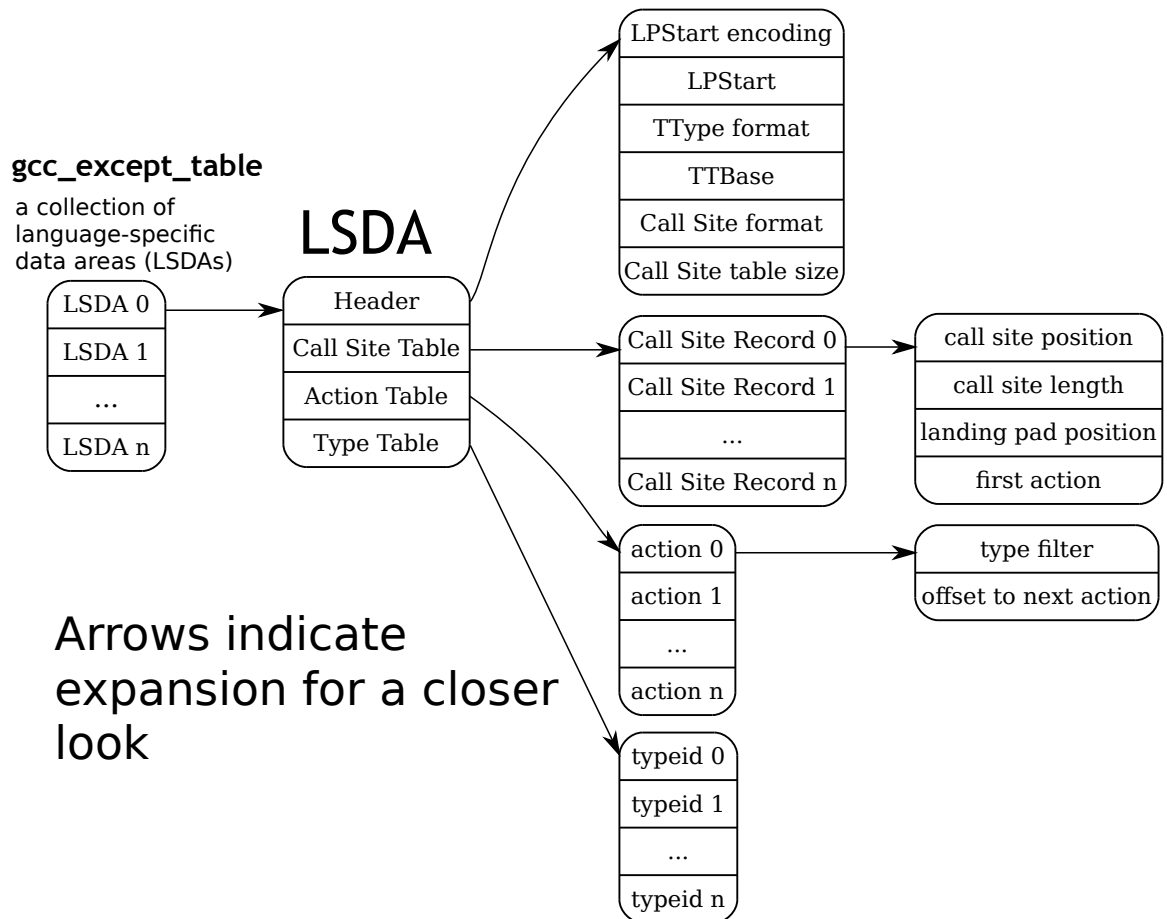 gcc_except_table
a collection of
language-specific
data areas (LSDAs)
LSDA 0
LSDA 1
...
LSDA n
LSDA
Header
Call Site Table
Action Table
Type Table
LPStart encoding
LPStart
TType format
TTBase
Call Site format
Call Site table size
Call Site Record 0
Call Site Record 1
...
Call Site Record n
call site position
call site length
landing pad position
first action
action 0
action 1
...
action n
type filter
offset to next action
typeid 0
typeid 1
...
typeid n
Arrows indicate
expansion for a closer
look